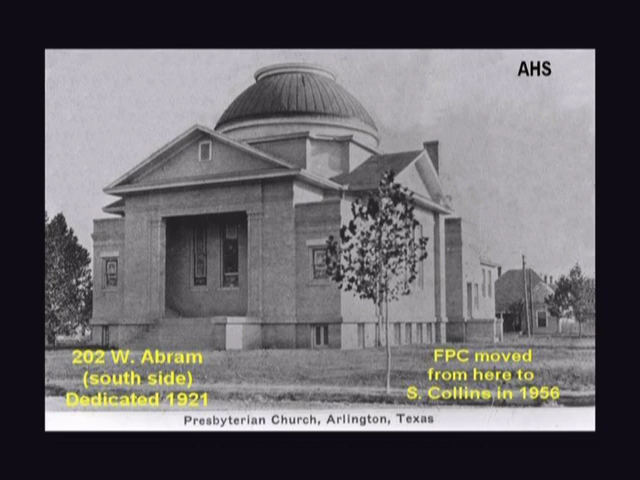 AHS
202 W. Abram
(south side)
Dedicated 1921
FPC moved
from here to
S. Collins in 1956
Presbyterian Church, Arlington, Texas